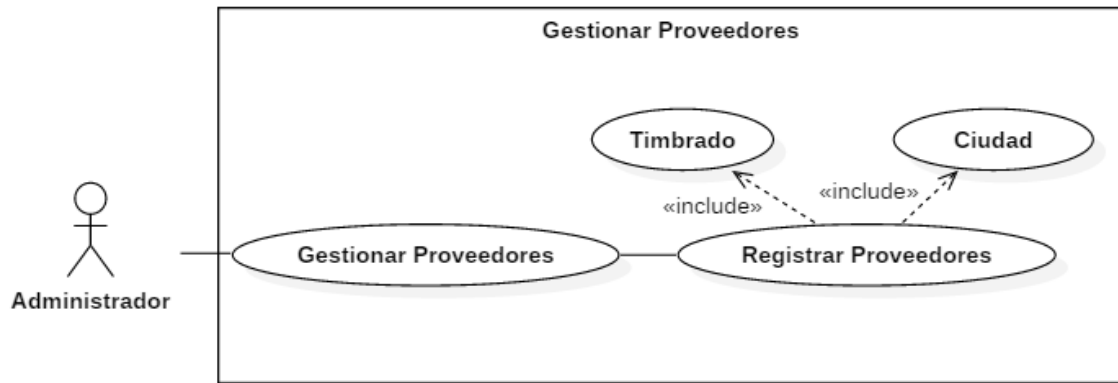 Gestionar Proveedores
Timbrado
Ciudad
«include»
«include»
Gestionar Proveedores
Registrar Proveedores
Administrador